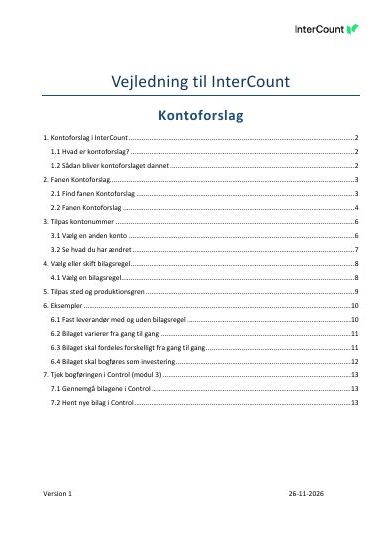 InterCount
Vejledning til InterCount
Kontoforslag
1. Kontoforslag i InterCount 2
1.1 Hvad er kontoforslag? 2
1.2 Sådan bliver kontoforslaget dannet 2
2. Fanen Kontoforslag 3
2.1 Find fanen Kontoforslag 3
2.2 Fanen Kontoforslag 4
3. Tilpas kontonummer 6
3.1 Vælg en anden konto 6
3.2 Se hvad du har ændret 7
4. Vælg eller skift bilagsregel 8
4.1 Vælg en bilagsregel 8
5. Tilpas sted og produktionsgren 9
6. Eksempler 10
6.1 Fast leverandør med og uden bilagsregel 10
6.2 Bilaget varierer fra gang til gang 11
6.3 Bilaget skal fordeles forskelligt fra gang til gang 11
6.4 Bilaget skal bogføres som investering 12
7. Tjek bogføringen i Control (modul 3) 13
7.1 Gennemgå bilagene i Control 13
7.2 Hent nye bilag i Control 13
Version 1 26-11-2026